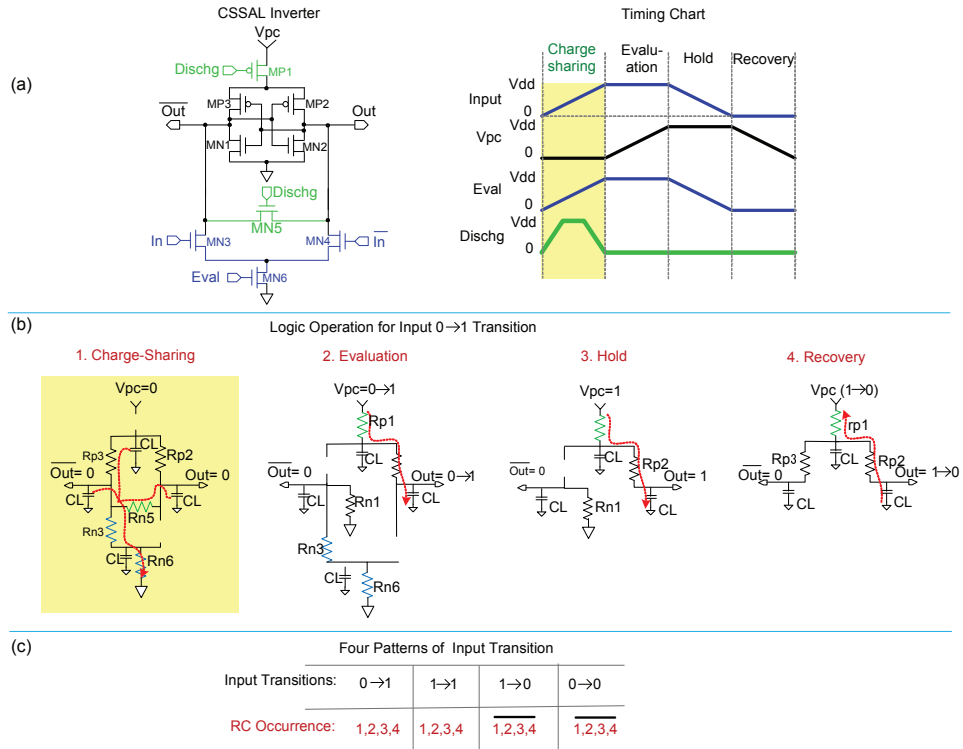 CSSAL Inverter
Timing Chart
(a)
Vpc
Dischg
MP1
MP3
MP2
Out
Out
MN1
MN2
Dischg
MN5
In
MN3
MN4
In
Eval
MN6
Charge sharing
Evalu-ation
Hold
Recovery
Input
Vdd
0
Vpc
Vdd
0
Eval
Vdd
0
Dischg
Vdd
0
(b)
Logic Operation for Input 0→1 Transition
1. Charge-Sharing
2. Evaluation
3. Hold
4. Recovery
Vpc=0
CL
Rp3
Rp2
Out= 0
Out= 0
CL
CL
Rn5
Rn3
CL
Rn6
Vpc=0→1
Rp1
CL
Out= 0
Out= 0→1
CL
CL
Rn1
Rn3
CL
Rn6
Vpc=1
CL
Rp2
Out= 0
Out= 1
CL
Rn1
CL
Vpc (1→0)
rp1
CL
Rp3
Rp2
Out= 0
Out= 1→0
CL
(c)
Four Patterns of Input Transition
Input Transitions: 0→1 1→1 1→0 0→0
RC Occurrence: 1,2,3,4 1,2,3,4 1,2,3,4 1,2,3,4